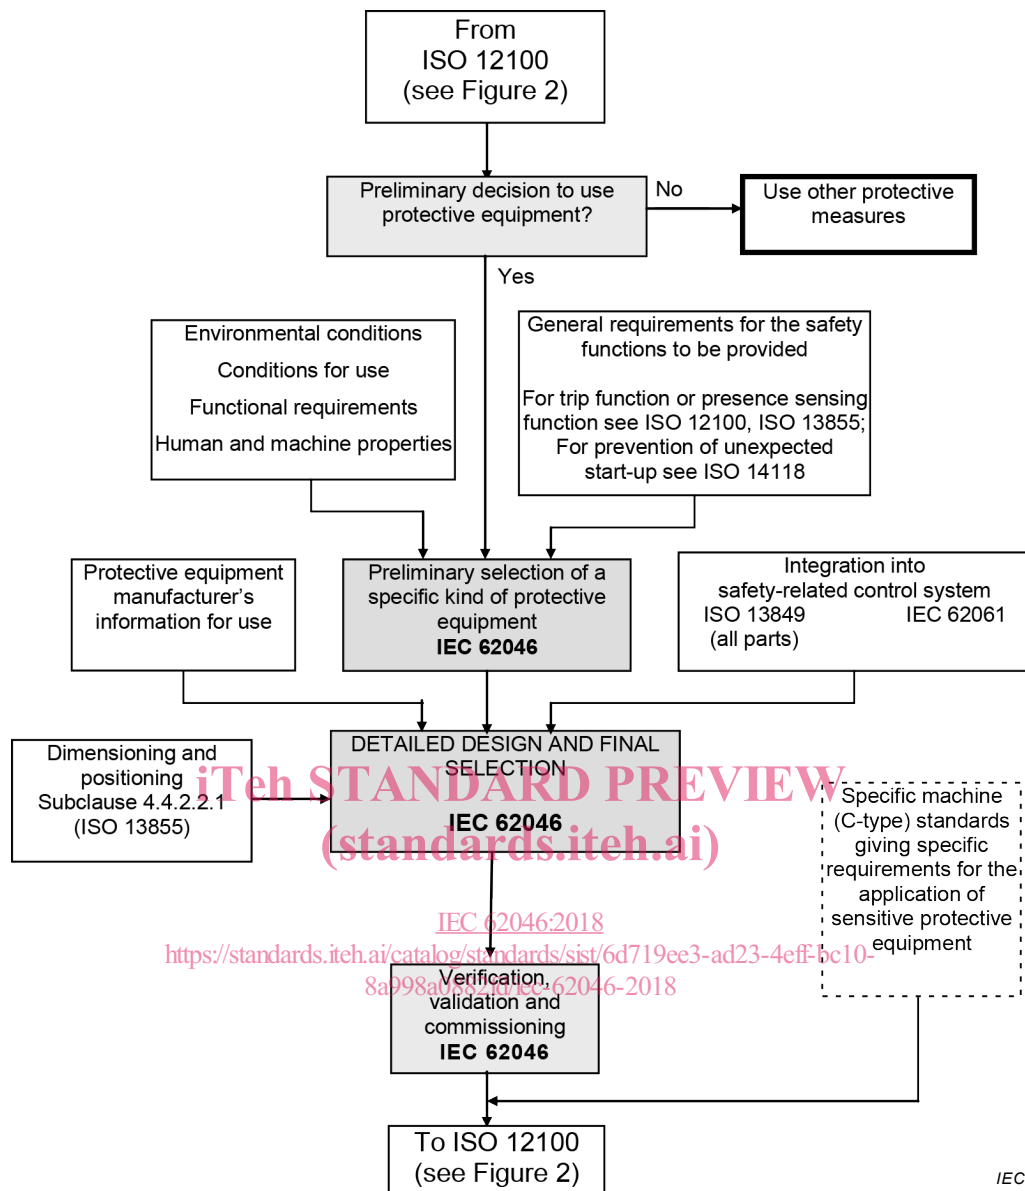 From
ISO 12100
(see Figure 2)
Preliminary decision to use
protective equipment?
No
Use other protective
measures
Yes
Environmental conditions
Conditions for use
Functional requirements
Human and machine properties
General requirements for the safety
functions to be provided
For trip function or presence sensing
function see ISO 12100, ISO 13855;
For prevention of unexpected
start-up see ISO 14118
Protective equipment
manufacturer's
information for use
Preliminary selection of a
specific kind of protective
equipment
IEC 62046
Integration into
safety-related control system
ISO 13849 IEC 62061
(all parts)
Dimensioning and
positioning
Subclause 4.4.2.2.1
(ISO 13855)
DETAILED DESIGN AND FINAL
SELECTION
IEC 62046
iTeh STANDARD PREVIEW
(standards.iteh.ai)
Specific machine
(C-type) standards
giving specific
requirements for the
application of
sensitive protective
equipment
IEC 62046:2018
https://standards.iteh.ai/catalog/standards/sist/6d719ee3-ad23-4eff-bc10-
8a998a0882fd/iec-62046-2018
Verification,
validation and
commissioning
IEC 62046
To ISO 12100
(see Figure 2)
IEC